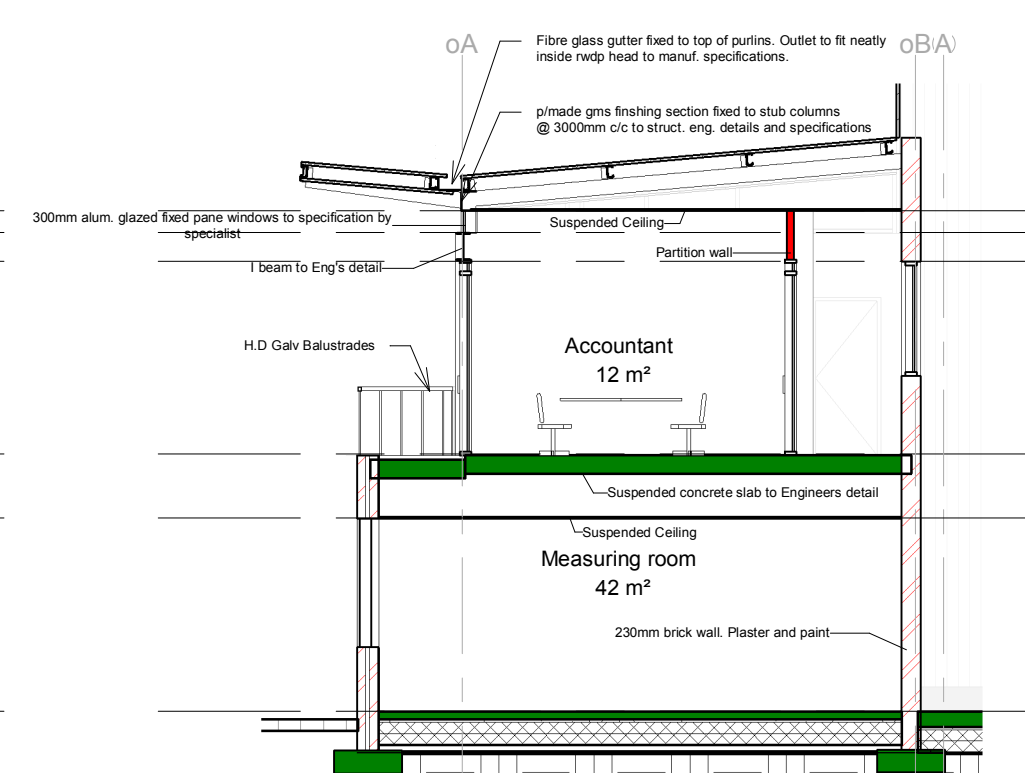 oA
oB
(A)
Fibre glass gutter fixed to top of purlins. Outlet to fit neatly
inside rwdp head to manuf. specifications.
p/made gms finshing section fixed to stub columns
@ 3000mm c/c to struct. eng. details and specifications
300mm alum. glazed fixed pane windows to specification by
specialist
Suspended Ceiling
Partition wall
I beam to Eng's detail
H.D Galv Balustrades
Accountant
12 m²
Suspended concrete slab to Engineers detail
Suspended Ceiling
Measuring room
42 m²
230mm brick wall. Plaster and paint